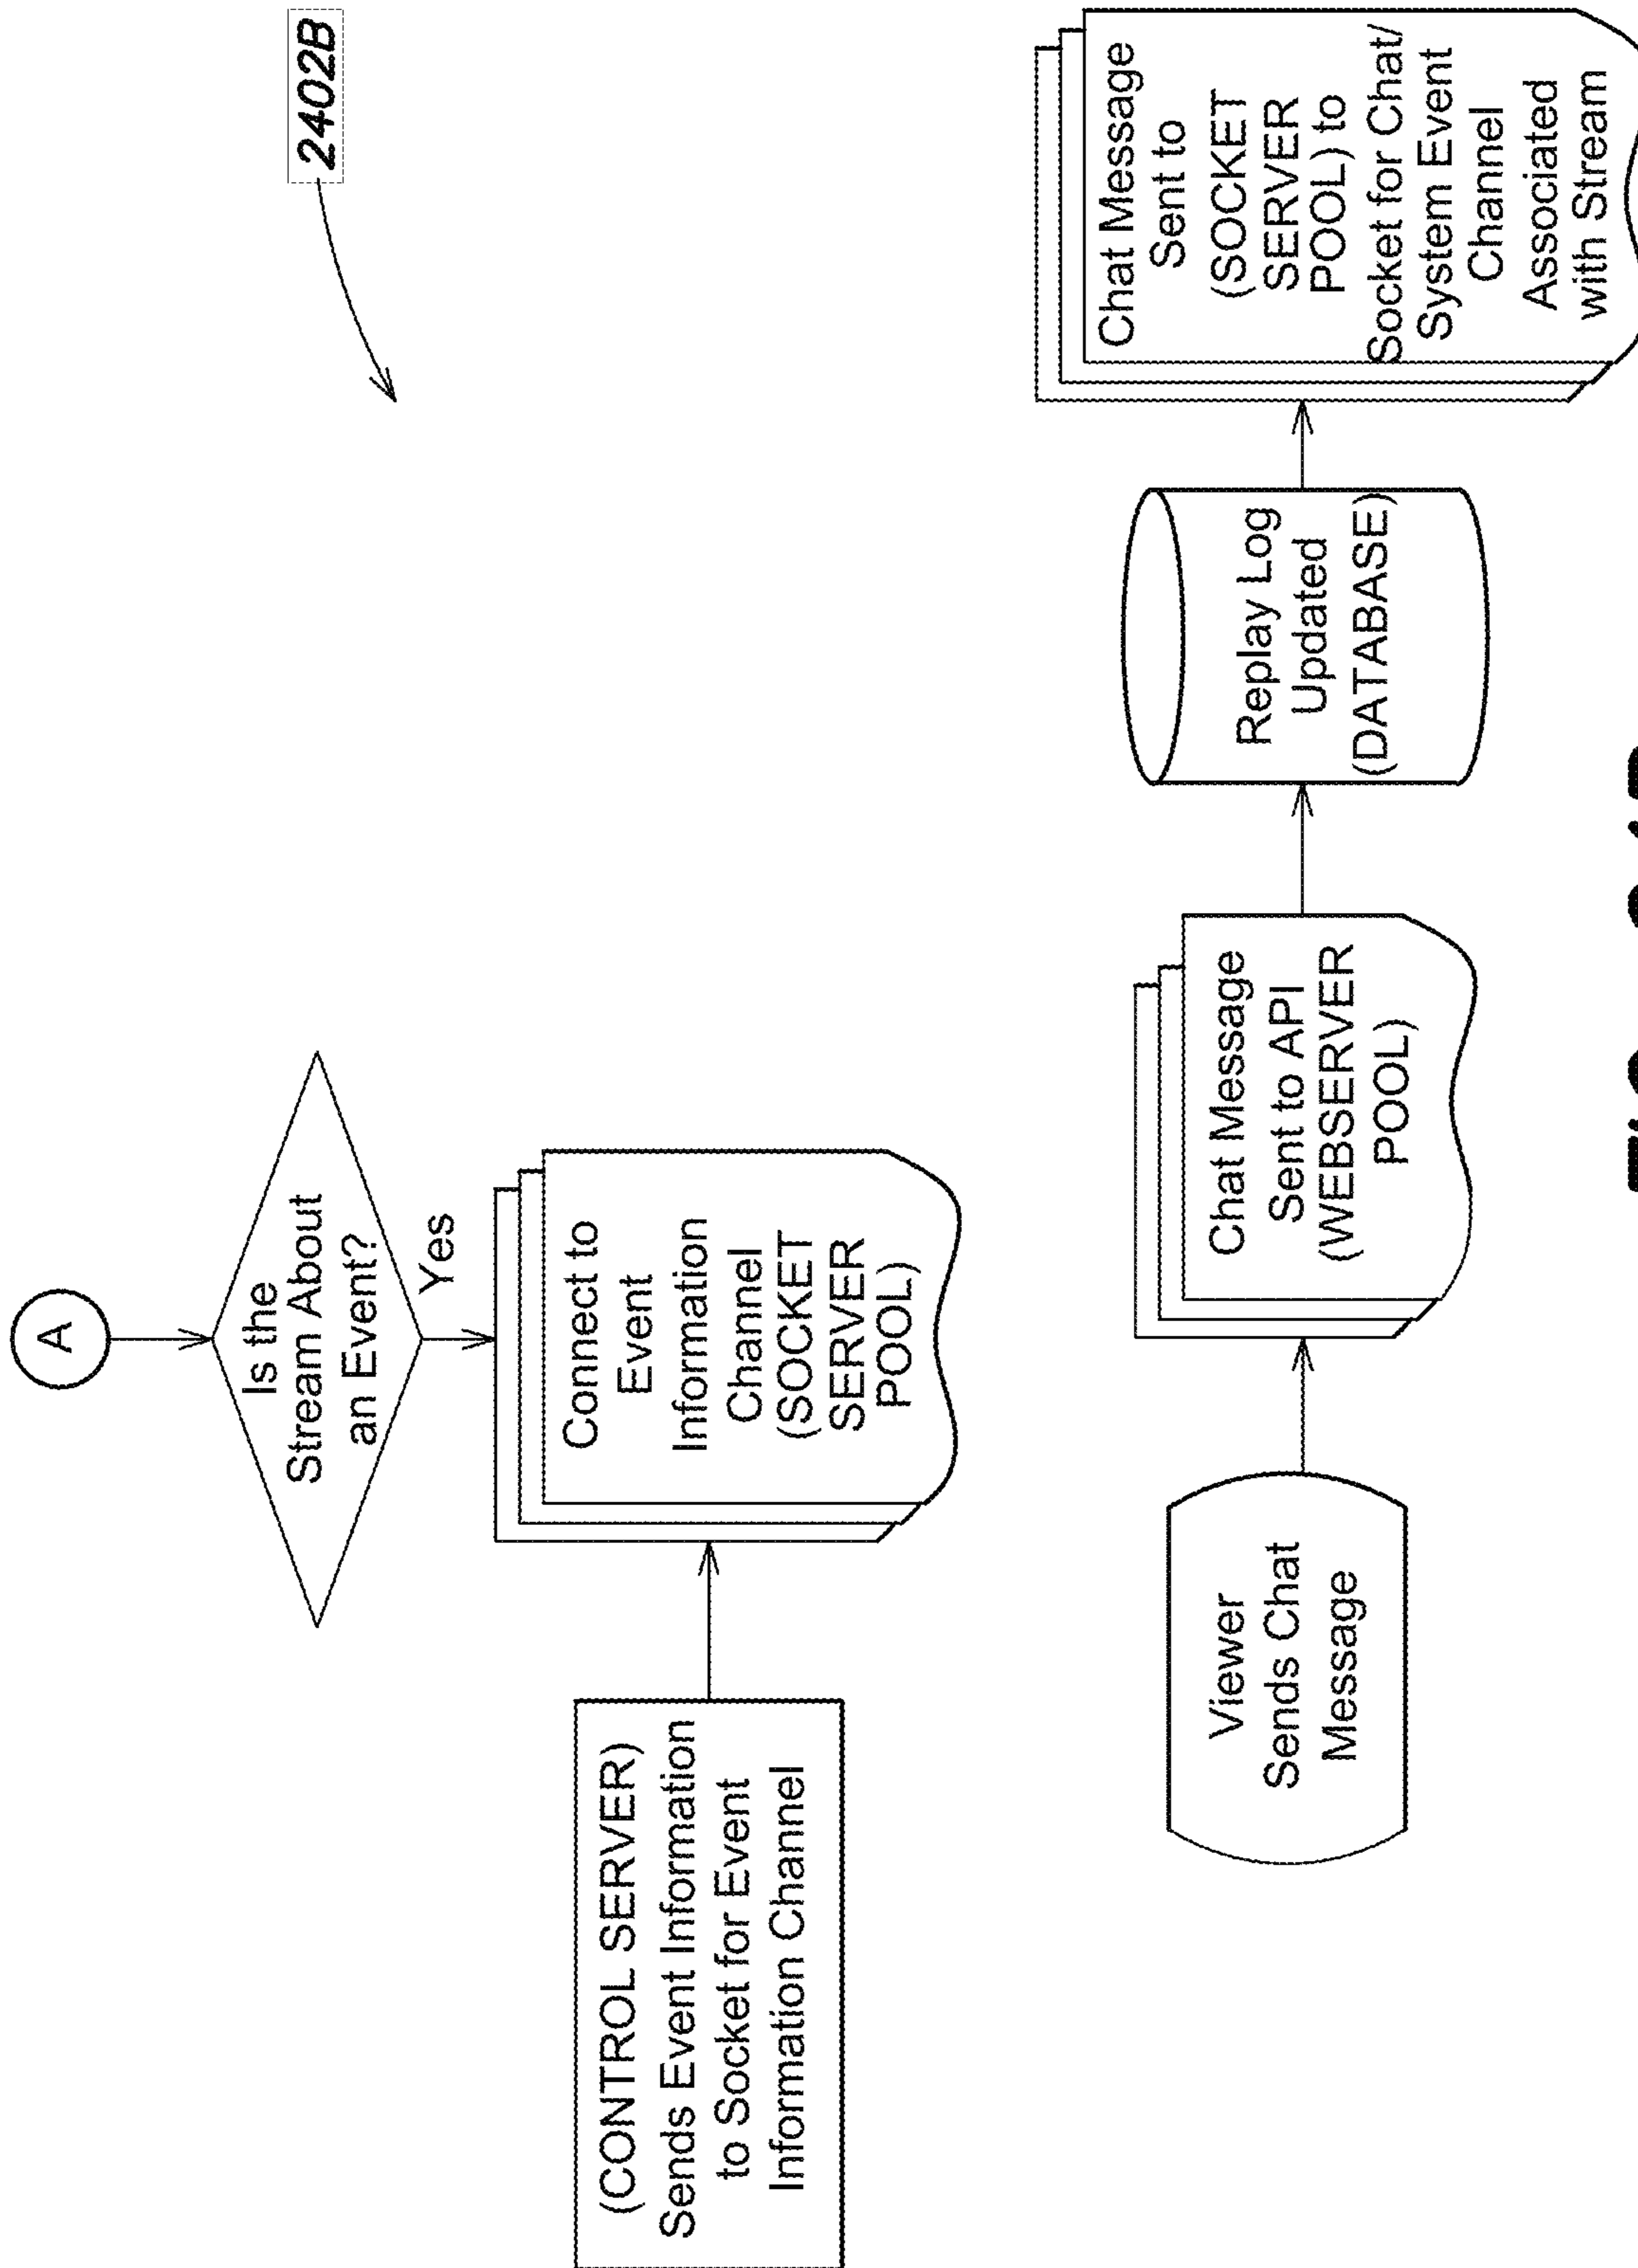 2402B
A
Is the
Stream About
an Event?
Yes
(CONTROL SERVER)
Sends Event Information
to Socket for Event
Information Channel
Connect to
Event
Information
Channel
(SOCKET
SERVER
POOL)
Viewer
Sends Chat
Message
Chat Message
Sent to API
(WEBSERVER
POOL)
Replay Log
Updated
(DATABASE)
Chat Message
Sent to
(SOCKET
SERVER
POOL) to
Socket for Chat/
System Event
Channel
Associated
with Stream